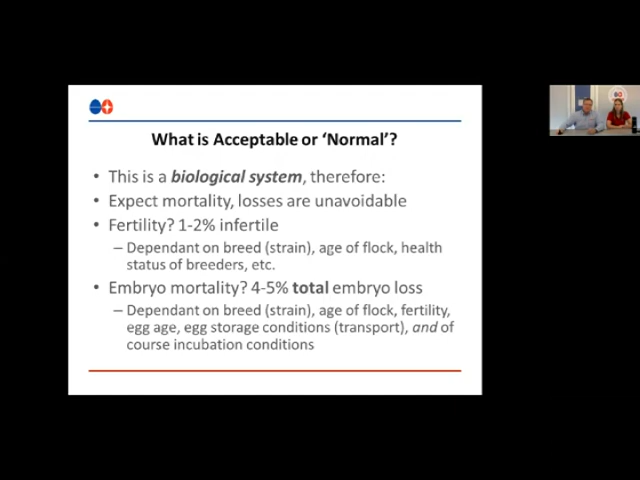 What is Acceptable or 'Normal'?
• This is a biological system, therefore:
• Expect mortality, losses are unavoidable
• Fertility? 1-2% infertile
– Dependant on breed (strain), age of flock, health
status of breeders, etc.
• Embryo mortality? 4-5% total embryo loss
– Dependant on breed (strain), age of flock, fertility,
egg age, egg storage conditions (transport), and of
course incubation conditions